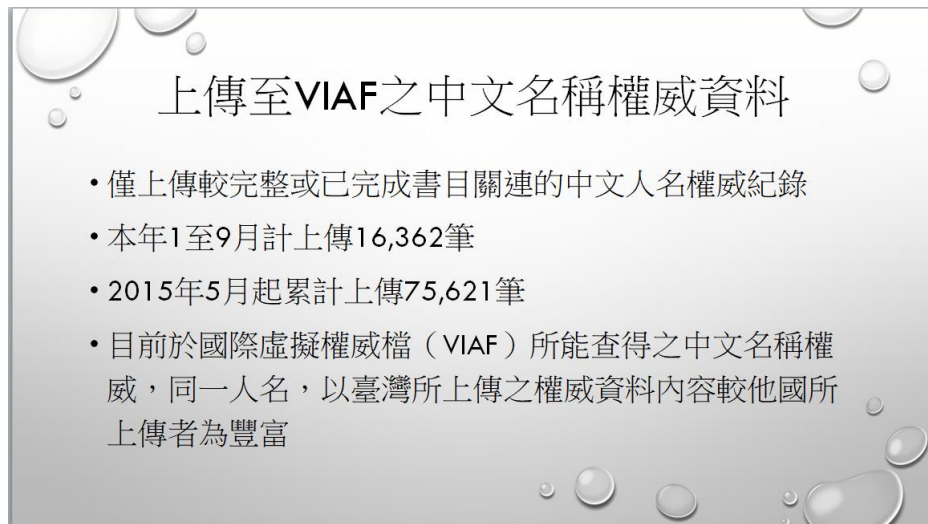 上傳至VIAF之中文名稱權威資料
• 僅上傳較完整或已完成書目關連的中文人名權威紀錄
• 本年1至9月計上傳16,362筆
• 2015年5月起累計上傳75,621筆
• 目前於國際虛擬權威檔（VIAF）所能查得之中文名稱權
威，同一人名，以臺灣所上傳之權威資料內容較他國所
上傳者為豐富